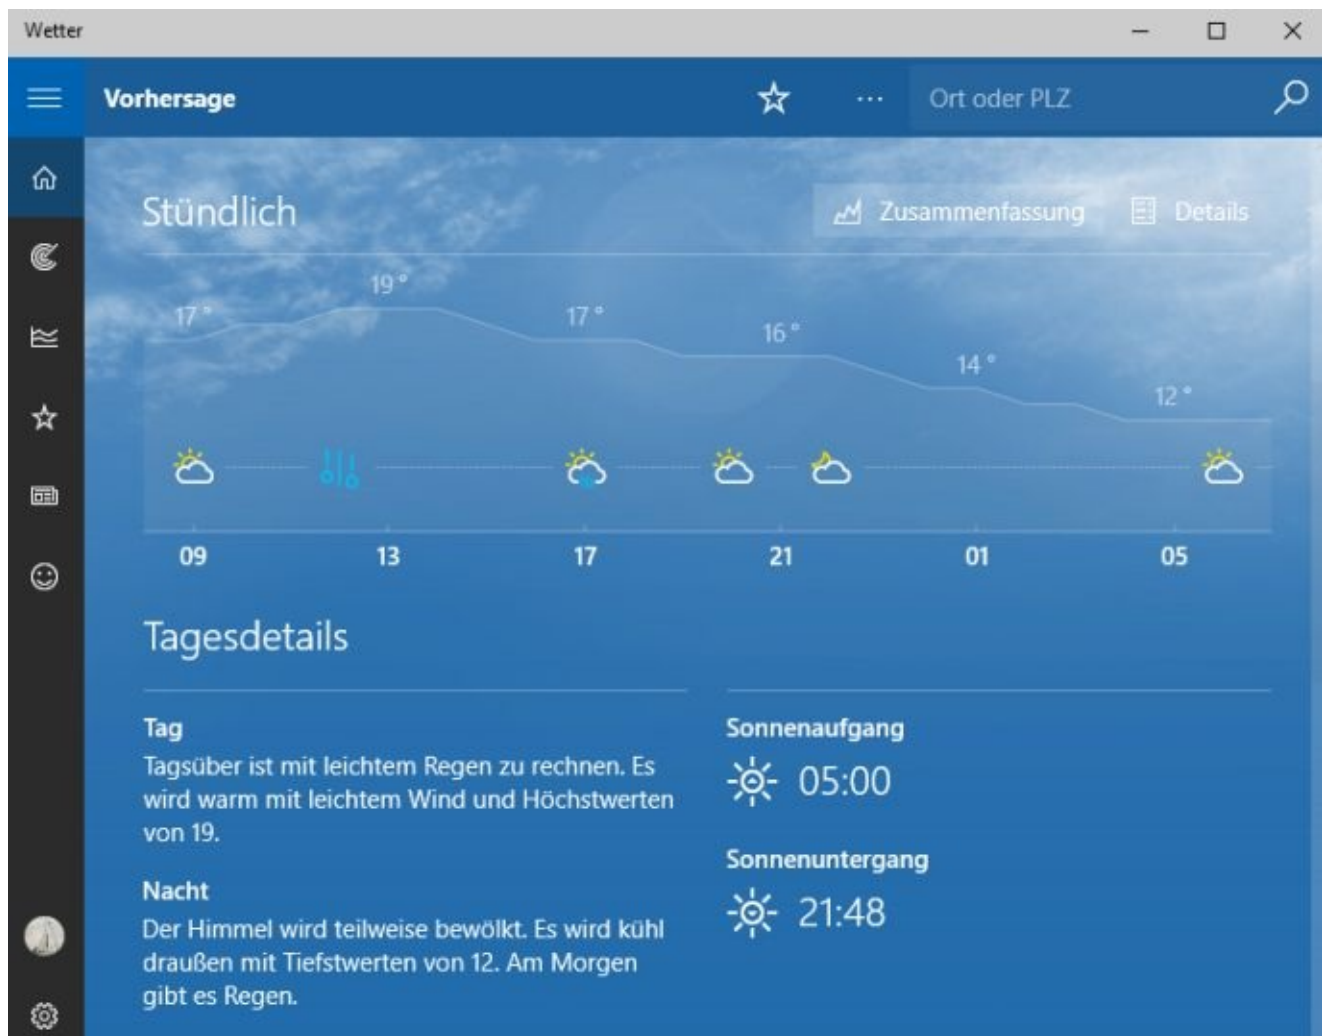 Wetter
Vorhersage
Ort oder PLZ
Stündlich
Zusammenfassung
Details
17° 19° 17° 16° 14° 12°
09 13 17 21 01 05
Tagesdetails
Tag
Tagsüber ist mit leichtem Regen zu rechnen. Es
wird warm mit leichtem Wind und Höchstwerten
von 19.
Nacht
Der Himmel wird teilweise bewölkt. Es wird kühl
draußen mit Tiefstwerten von 12. Am Morgen
gibt es Regen.
Sonnenaufgang
05:00
Sonnenuntergang
21:48